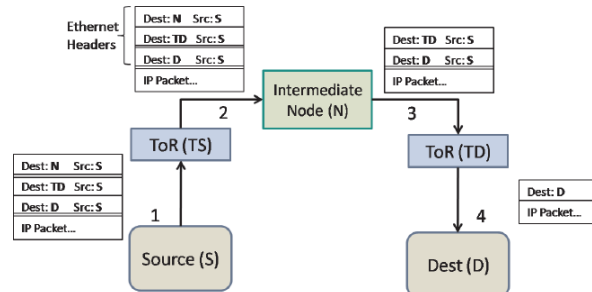 Ethernet
Headers
Dest: N Src: S
Dest: TD Src: S
Dest: D Src: S
IP Packet...
Dest: TD Src: S
Dest: D Src: S
IP Packet...
Intermediate
Node (N)
2
3
ToR (TS)
ToR (TD)
Dest: N Src: S
Dest: TD Src: S
Dest: D Src: S
IP Packet...
Dest: D
IP Packet...
1
4
Source (S)
Dest (D)